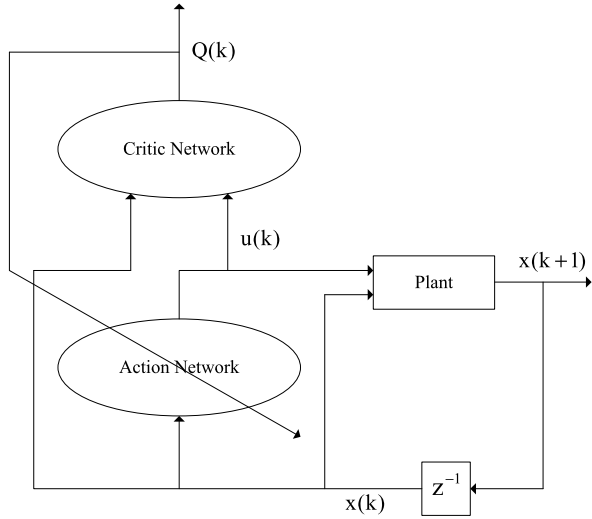 Q(k)
Critic Network
u(k)
x(k+1)
Plant
Action Network
z⁻¹
x(k)